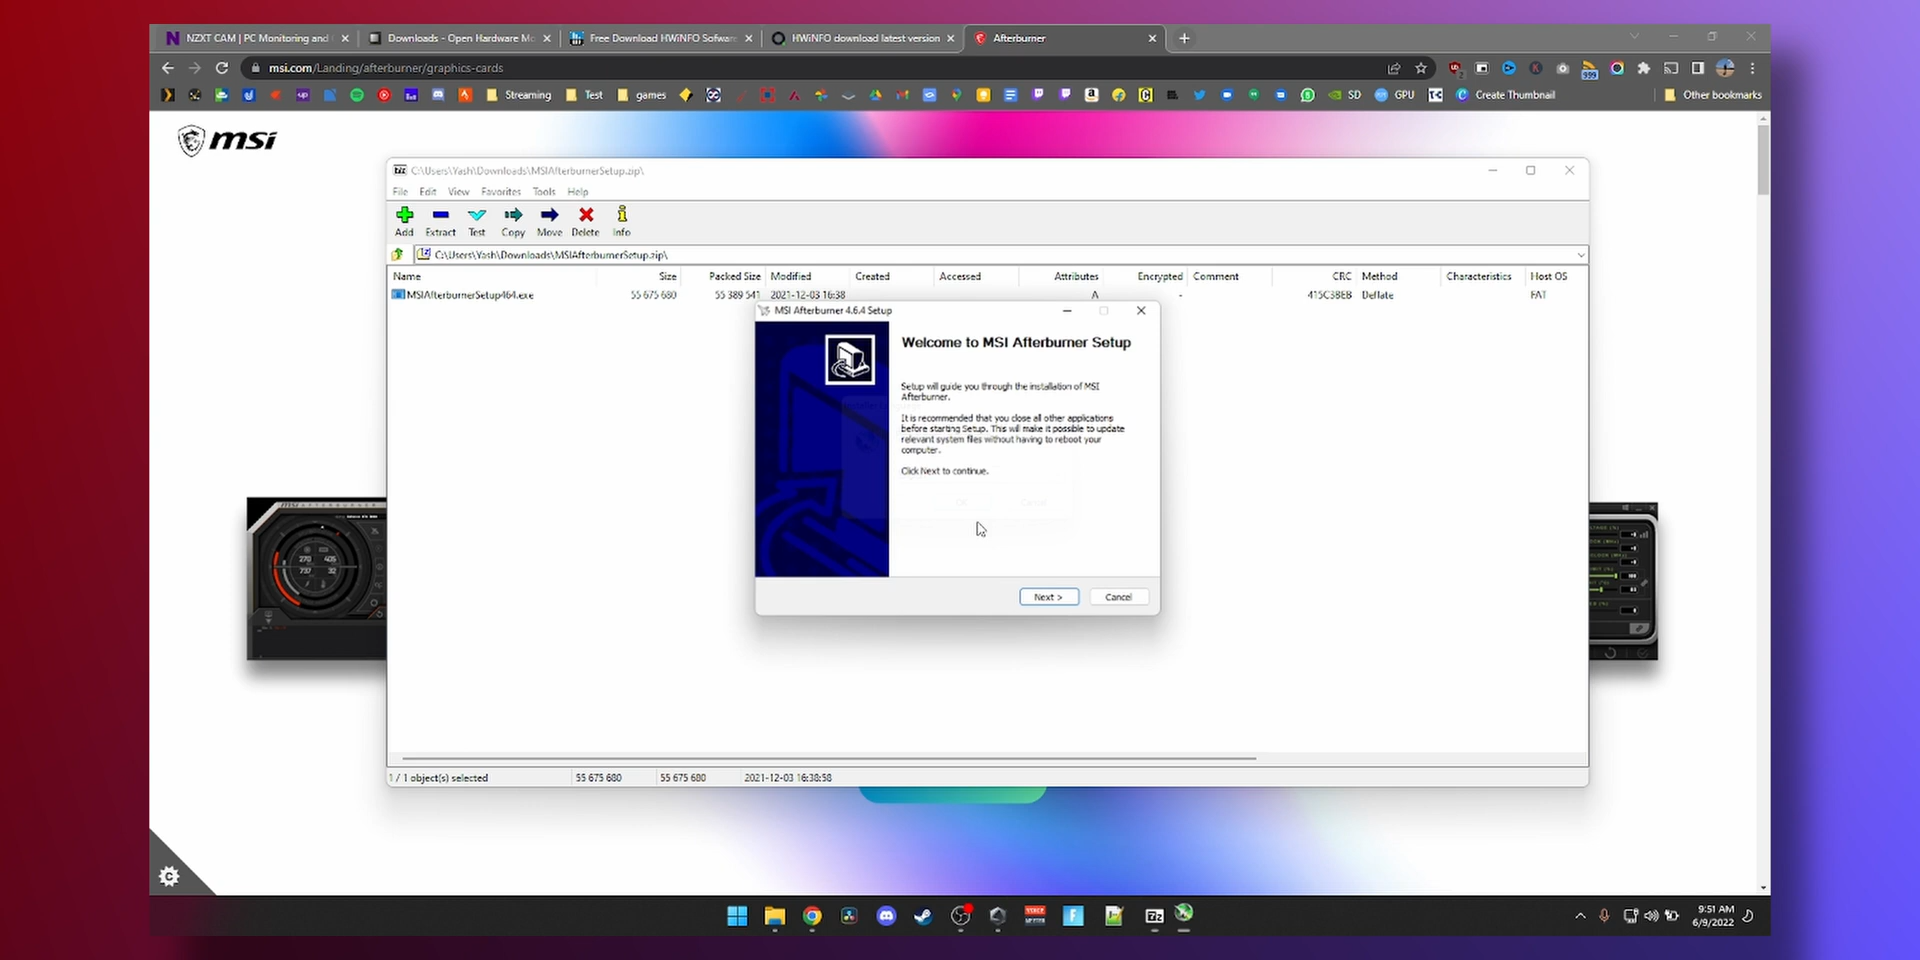 NZXT CAM | PC Monitoring and
Downloads - Open Hardware Mo
Free Download HWiNFO Sofwar
HWiNFO download latest version
Afterburner
msi.com/Landing/afterburner/graphics-cards
999
Streaming
Test
games
SD
GPU
Create Thumbnail
Other bookmarks
msi
C:\Users\Yash\Downloads\MSIAfterburnerSetup.zip\
File Edit View Favorites Tools Help
Add Extract Test Copy Move Delete Info
C:\Users\Yash\Downloads\MSIAfterburnerSetup.zip\
Name Size Packed Size Modified Created Accessed Attributes Encrypted Comment CRC Method Characteristics Host OS
MSIAfterburnerSetup464.exe 55 675 680 55 389 541 2021-12-03 16:38 A - 415C3BEB Deflate FAT
MSI Afterburner 4.6.4 Setup
Welcome to MSI Afterburner Setup
Setup will guide you through the installation of MSI
Afterburner.
It is recommended that you close all other applications
before starting Setup. This will make it possible to update
relevant system files without having to reboot your
computer.
Click Next to continue.
Next >
Cancel
1 / 1 object(s) selected 55 675 680 55 675 680 2021-12-03 16:38:58
9:51 AM
6/9/2022